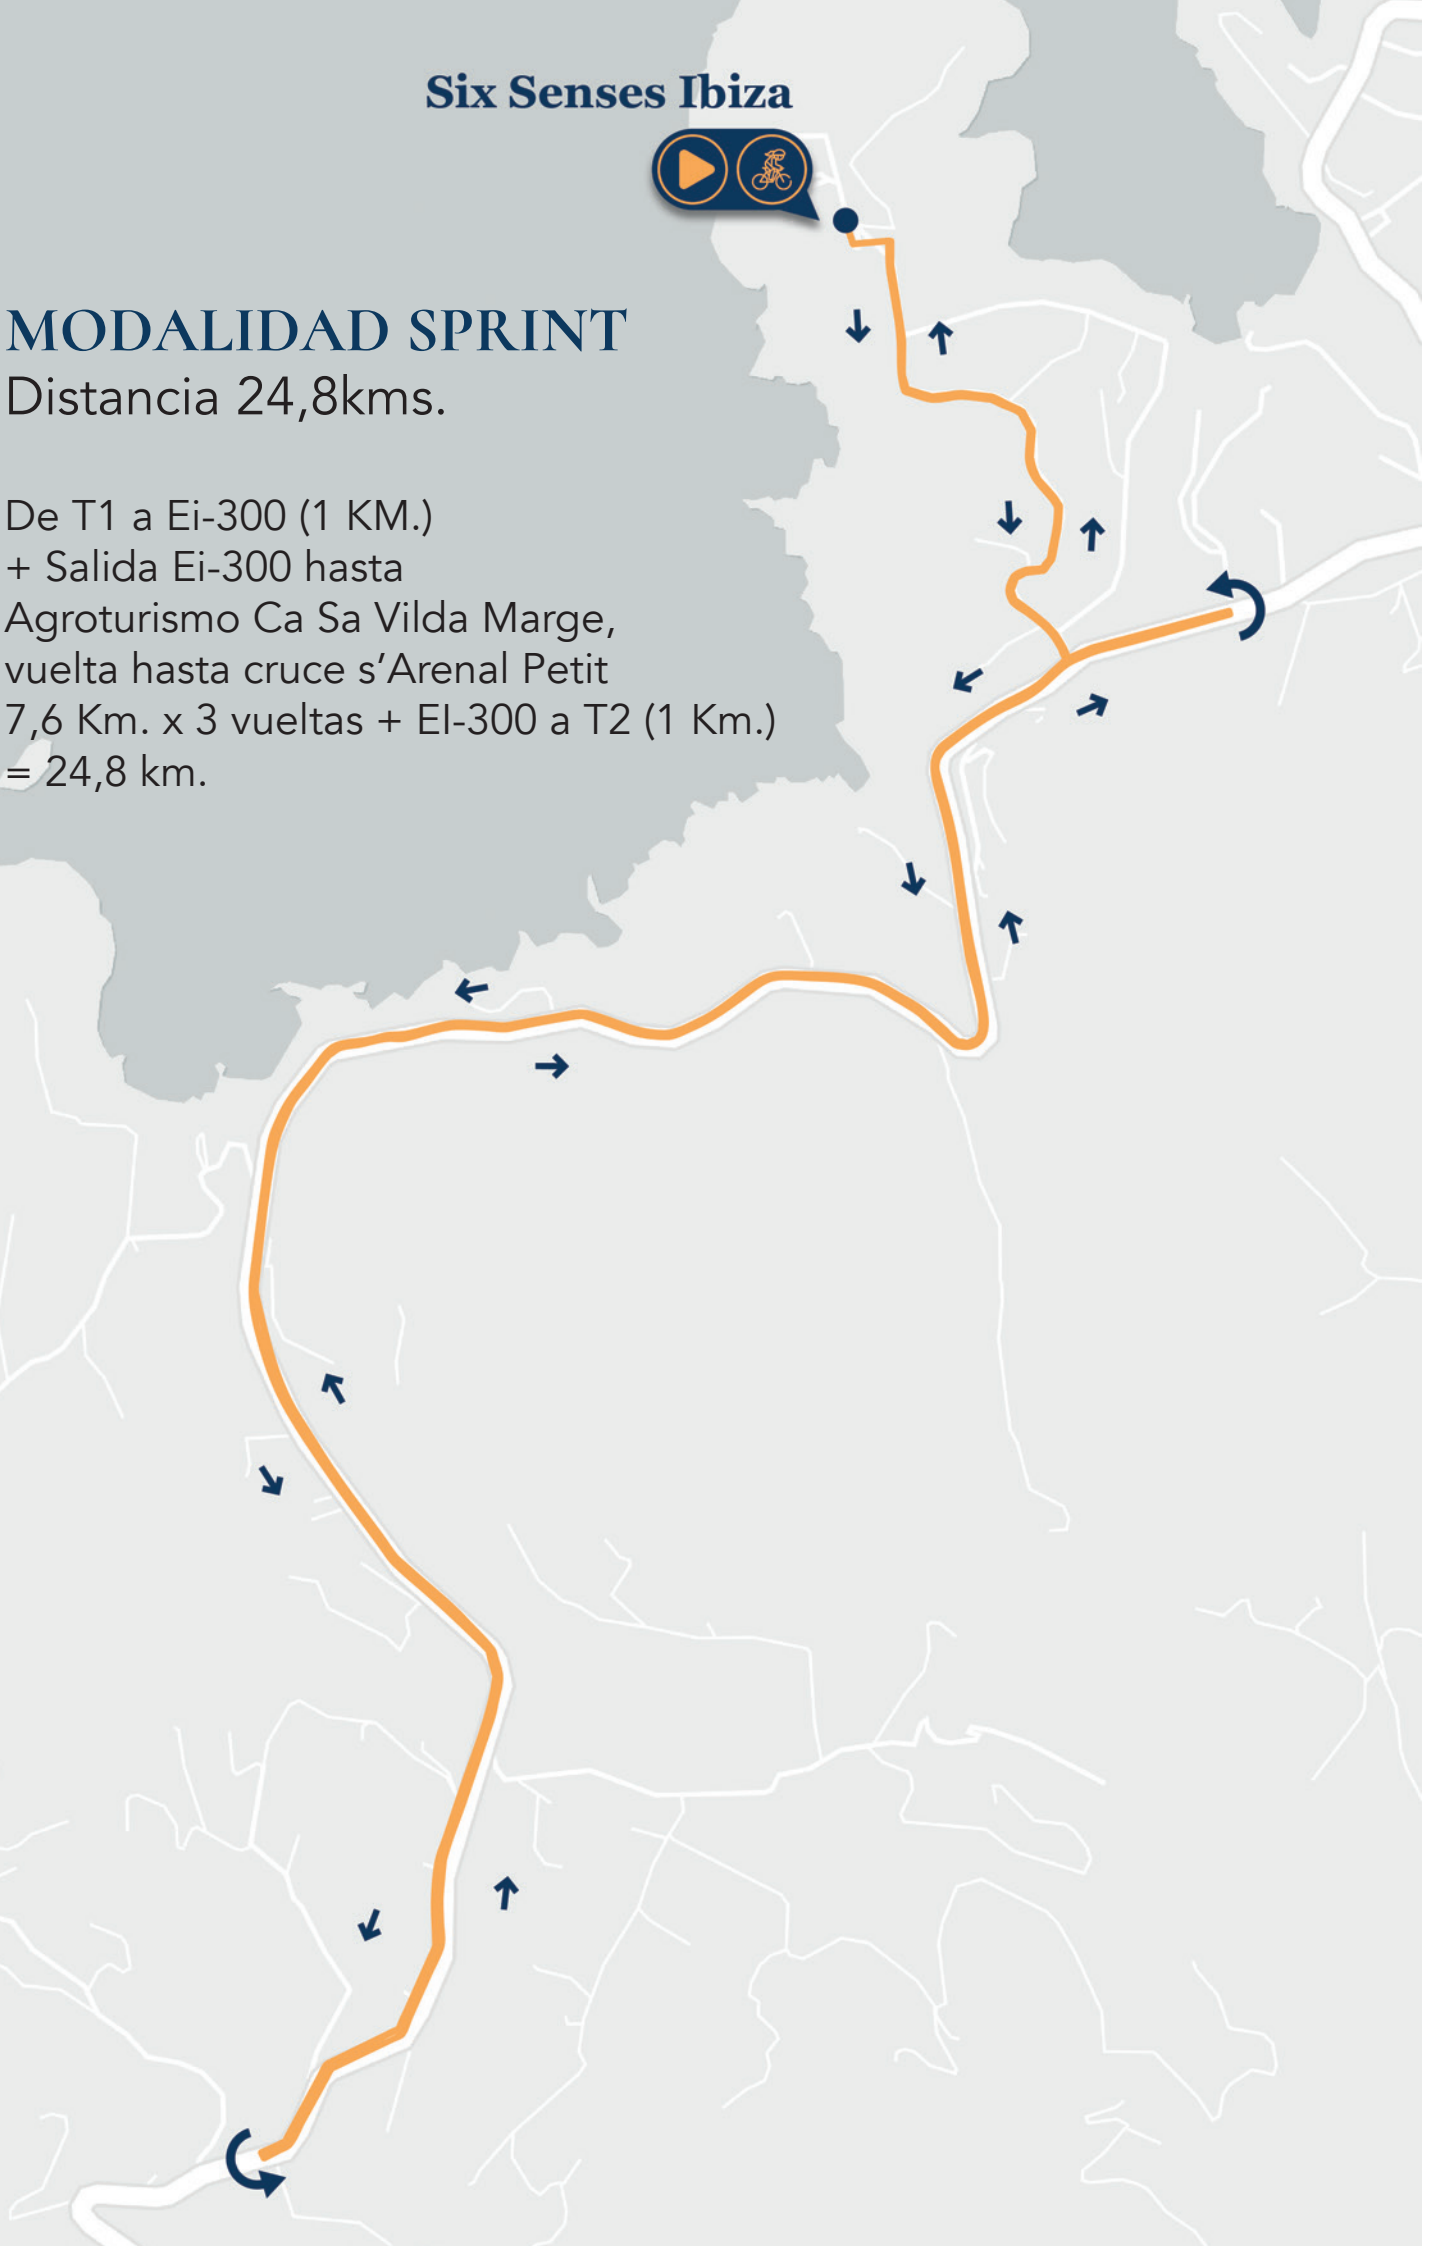 Six Senses Ibiza
MODALIDAD SPRINT
Distancia 24,8kms.
De T1 a Ei-300 (1 KM.)
+ Salida Ei-300 hasta
Agroturismo Ca Sa Vilda Marge,
vuelta hasta cruce s’Arenal Petit
7,6 Km. x 3 vueltas + EI-300 a T2 (1 Km.)
= 24,8 km.